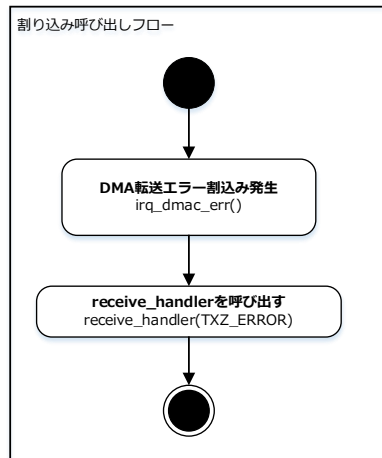 割り込み呼び出しフロー
DMA転送エラー割込み発生
irq_dmac_err()
receive_handlerを呼び出す
receive_handler(TXZ_ERROR)